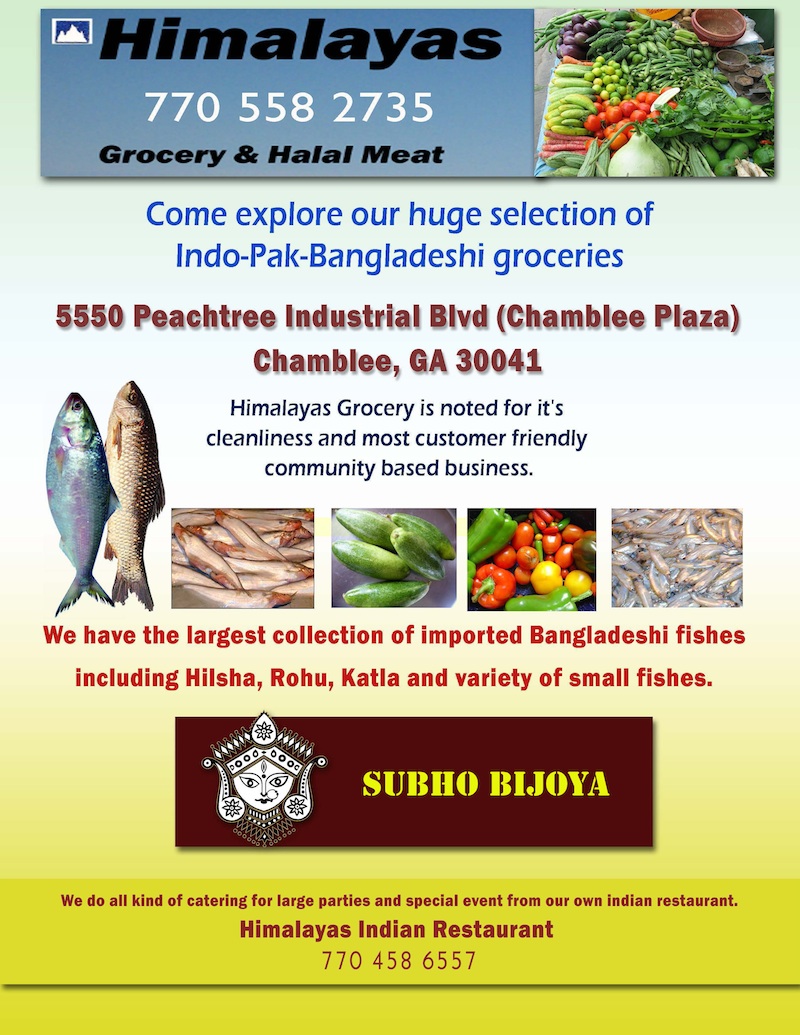 Himalayas
770 558 2735
Grocery & Halal Meat
Come explore our huge selection of
Indo-Pak-Bangladeshi groceries
5550 Peachtree Industrial Blvd (Chamblee Plaza)
Chamblee, GA 30041
Himalayas Grocery is noted for it's
cleanliness and most customer friendly
community based business.
We have the largest collection of imported Bangladeshi fishes
including Hilsha, Rohu, Katla and variety of small fishes.
SUBHO BIJOYA
We do all kind of catering for large parties and special event from our own indian restaurant.
Himalayas Indian Restaurant
770 458 6557